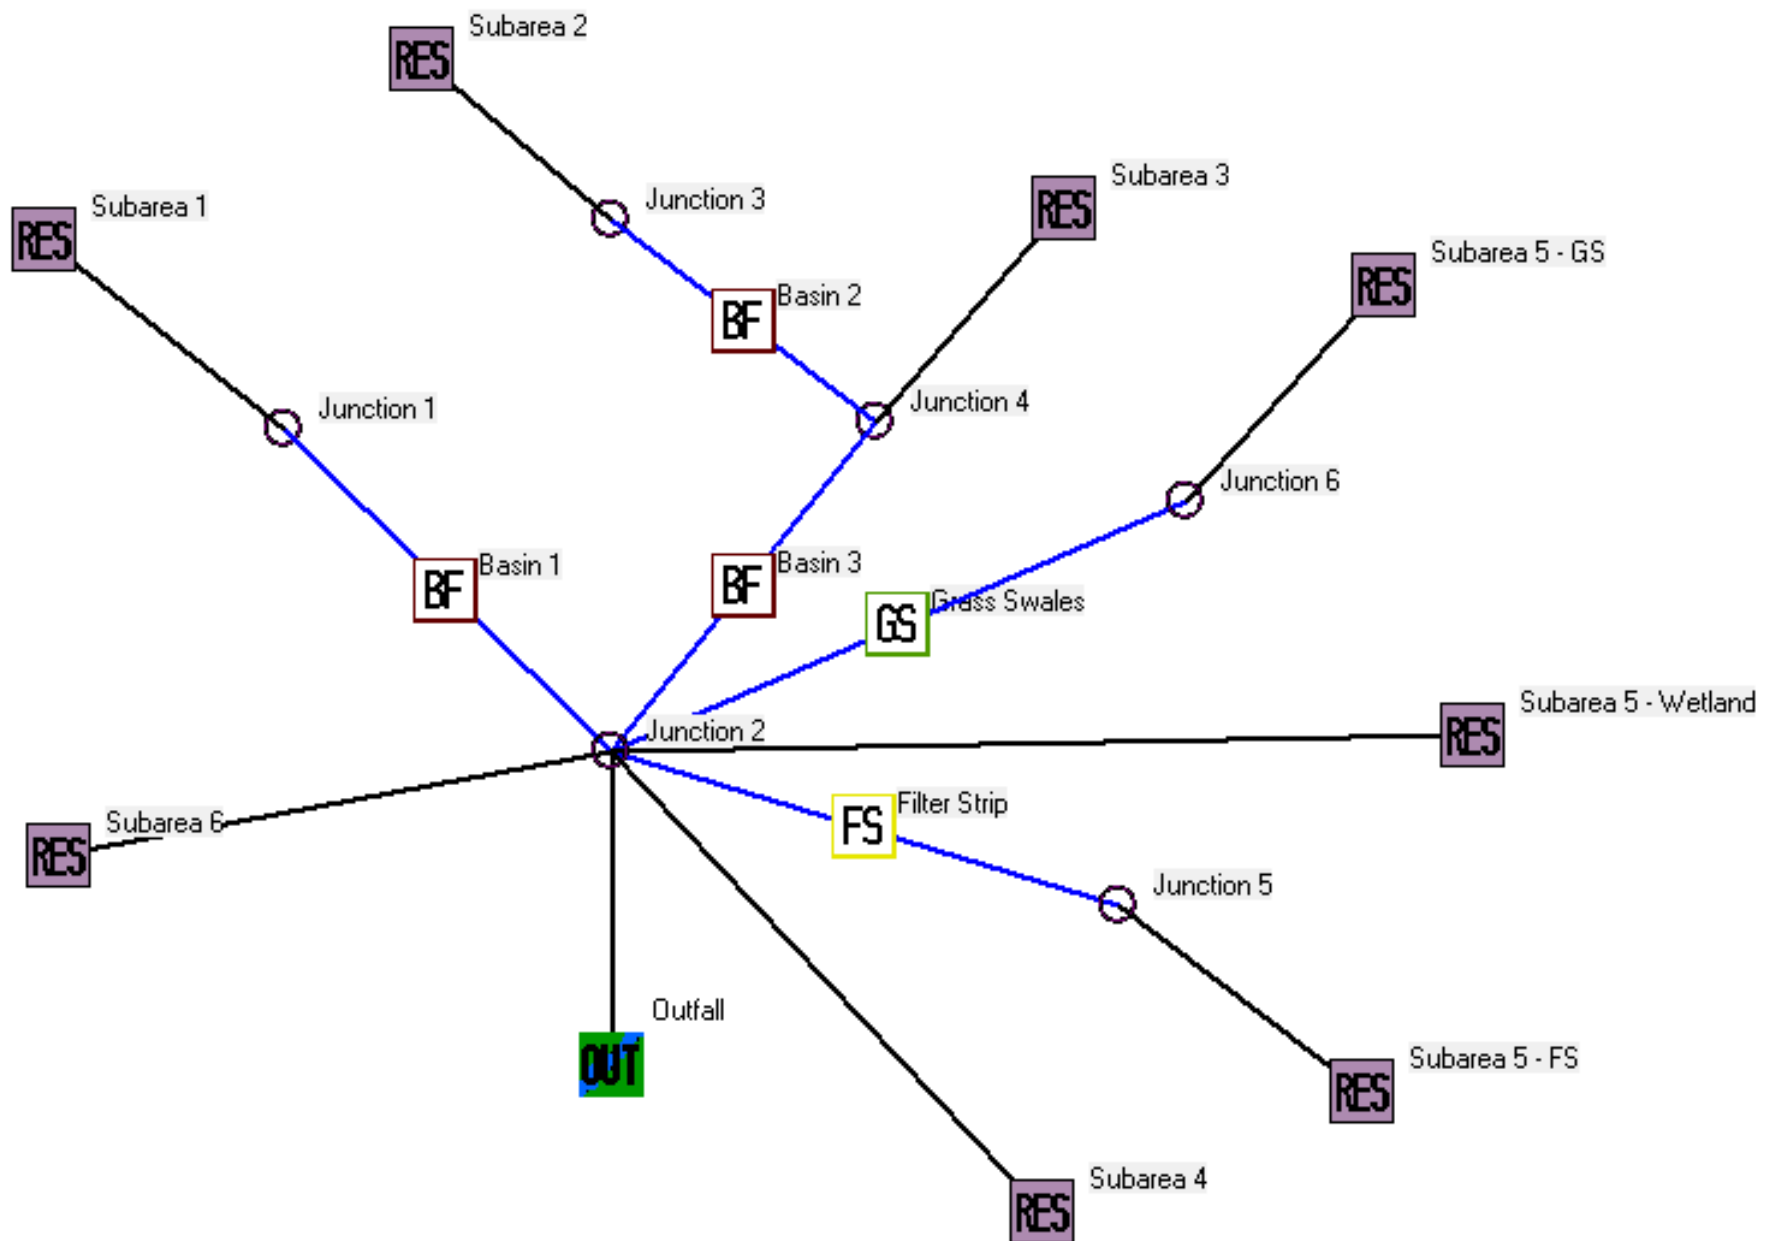 Subarea 2
RES
Subarea 3
RES
Junction 3
Subarea 1
RES
Subarea 5 - GS
RES
Basin 2
BF
Junction 1
Junction 4
Junction 6
Basin 1
BF
Basin 3
BF
Grass Swales
GS
Subarea 5 - Wetland
RES
Junction 2
Filter Strip
FS
Subarea 6
RES
Junction 5
Outfall
OUT
Subarea 5 - FS
RES
Subarea 4
RES